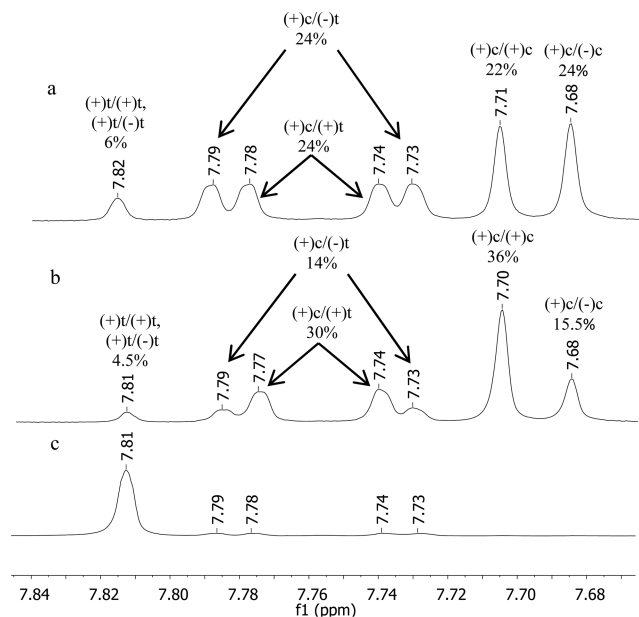 (+)c/(-)t
24%
(+)c/(+)c
22%
(+)c/(-)c
24%
a
(+)t/(+)t,
(+)t/(-)t
6%
(+)c/(+)t
24%
7.82
7.79
7.78
7.74
7.73
7.71
7.68
(+)c/(-)t
14%
(+)c/(+)c
36%
b
(+)t/(+)t,
(+)t/(-)t
4.5%
(+)c/(+)t
30%
(+)c/(-)c
15.5%
7.81
7.79
7.77
7.74
7.73
7.70
7.68
c
7.81
7.79
7.78
7.74
7.73
7.84 7.82 7.80 7.78 7.76 7.74 7.72 7.70 7.68
f1 (ppm)